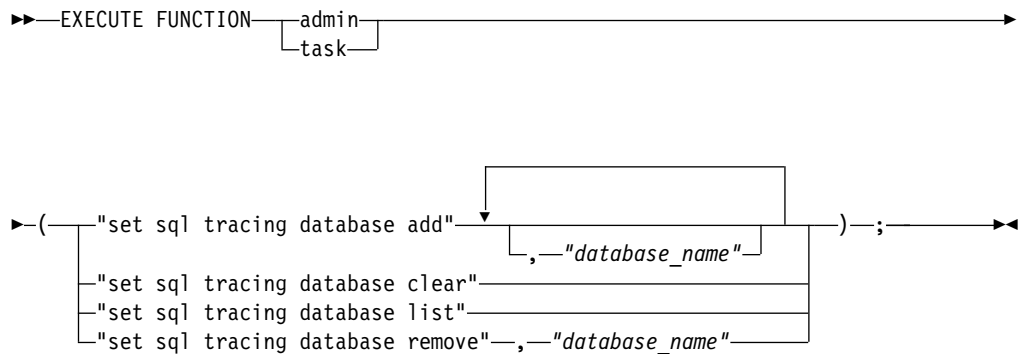 EXECUTE FUNCTION admin
task
( "set sql tracing database add" ) ;
, "database_name"
"set sql tracing database clear"
"set sql tracing database list"
"set sql tracing database remove" , "database_name"